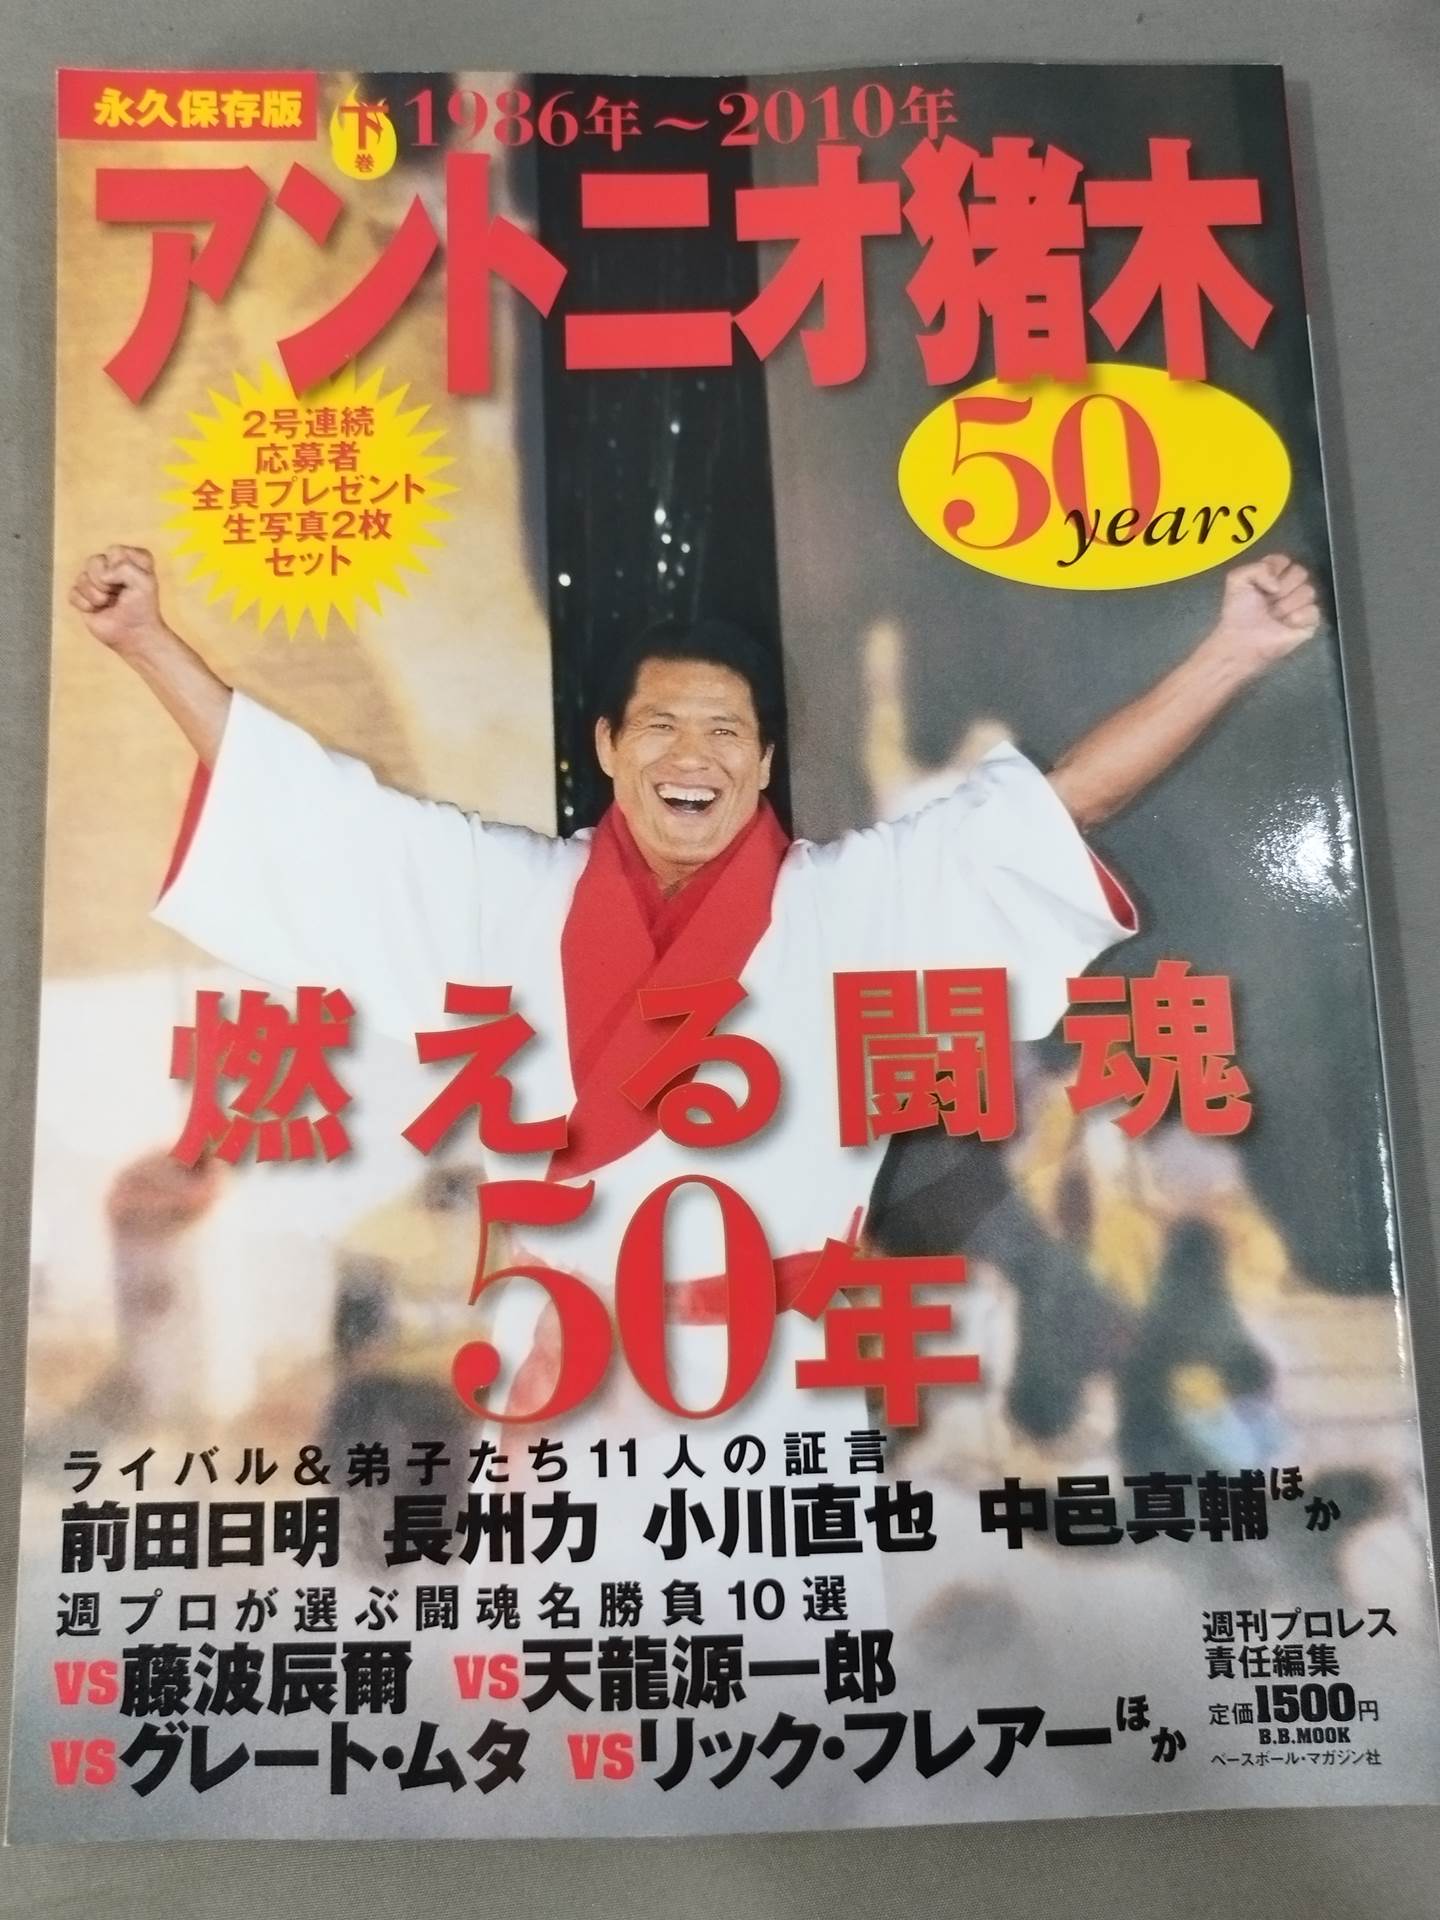 永久保存版
下巻 1986年～2010年
アントニオ猪木
50 years
2号連続
応募者
全員プレゼント
生写真2枚
セット
燃える闘魂
50年
ライバル&弟子たち11人の証言
前田日明 長州力 小川直也 中邑真輔ほか
週プロが選ぶ闘魂名勝負10選
vs藤波辰爾 vs天龍源一郎
vsグレート・ムタ vsリック・フレアーほか
週刊プロレス
責任編集
定価1500円
B.B.MOOK
ベースボール・マガジン社